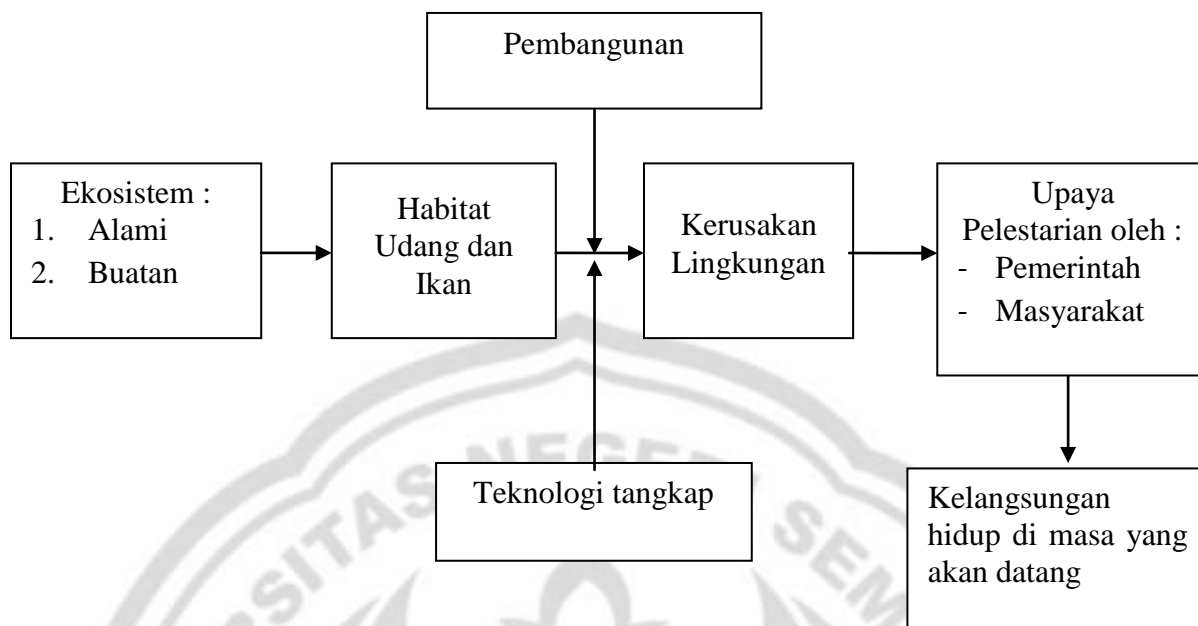 Pembangunan
Ekosistem :
1. Alami
2. Buatan
Habitat
Udang dan
Ikan
Kerusakan
Lingkungan
Upaya
Pelestarian oleh :
- Pemerintah
- Masyarakat
Teknologi tangkap
Kelangsungan
hidup di masa yang
akan datang